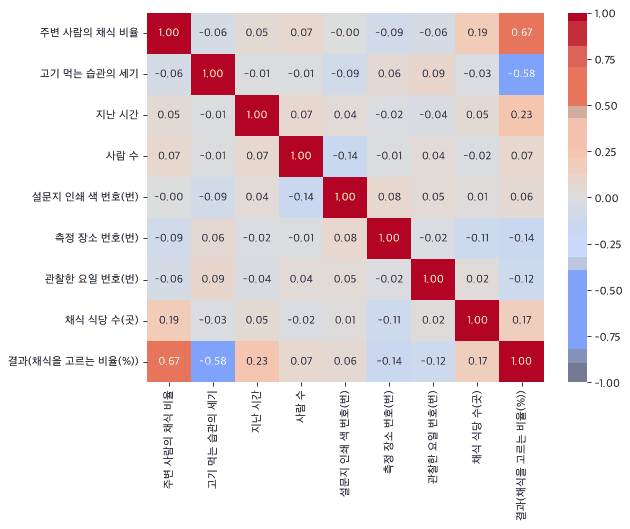 주변 사람의 채식 비율 1.00 -0.06 0.05 0.07 -0.00 -0.09 -0.06 0.19 0.67
고기 먹는 습관의 세기 -0.06 1.00 -0.01 -0.01 -0.09 0.06 0.09 -0.03 -0.58
지난 시간 0.05 -0.01 1.00 0.07 0.04 -0.02 -0.04 0.05 0.23
사람 수 0.07 -0.01 0.07 1.00 -0.14 -0.01 0.04 -0.02 0.07
설문지 인쇄 색 번호(번) -0.00 -0.09 0.04 -0.14 1.00 0.08 0.05 0.01 0.06
측정 장소 번호(번) -0.09 0.06 -0.02 -0.01 0.08 1.00 -0.02 -0.11 -0.14
관찰한 요일 번호(번) -0.06 0.09 -0.04 0.04 0.05 -0.02 1.00 0.02 -0.12
채식 식당 수(곳) 0.19 -0.03 0.05 -0.02 0.01 -0.11 0.02 1.00 0.17
결과(채식을 고르는 비율(%)) 0.67 -0.58 0.23 0.07 0.06 -0.14 -0.12 0.17 1.00
주변 사람의 채식 비율
고기 먹는 습관의 세기
지난 시간
사람 수
설문지 인쇄 색 번호(번)
측정 장소 번호(번)
관찰한 요일 번호(번)
채식 식당 수(곳)
결과(채식을 고르는 비율(%))
1.00
0.75
0.50
0.25
0.00
-0.25
-0.50
-0.75
-1.00